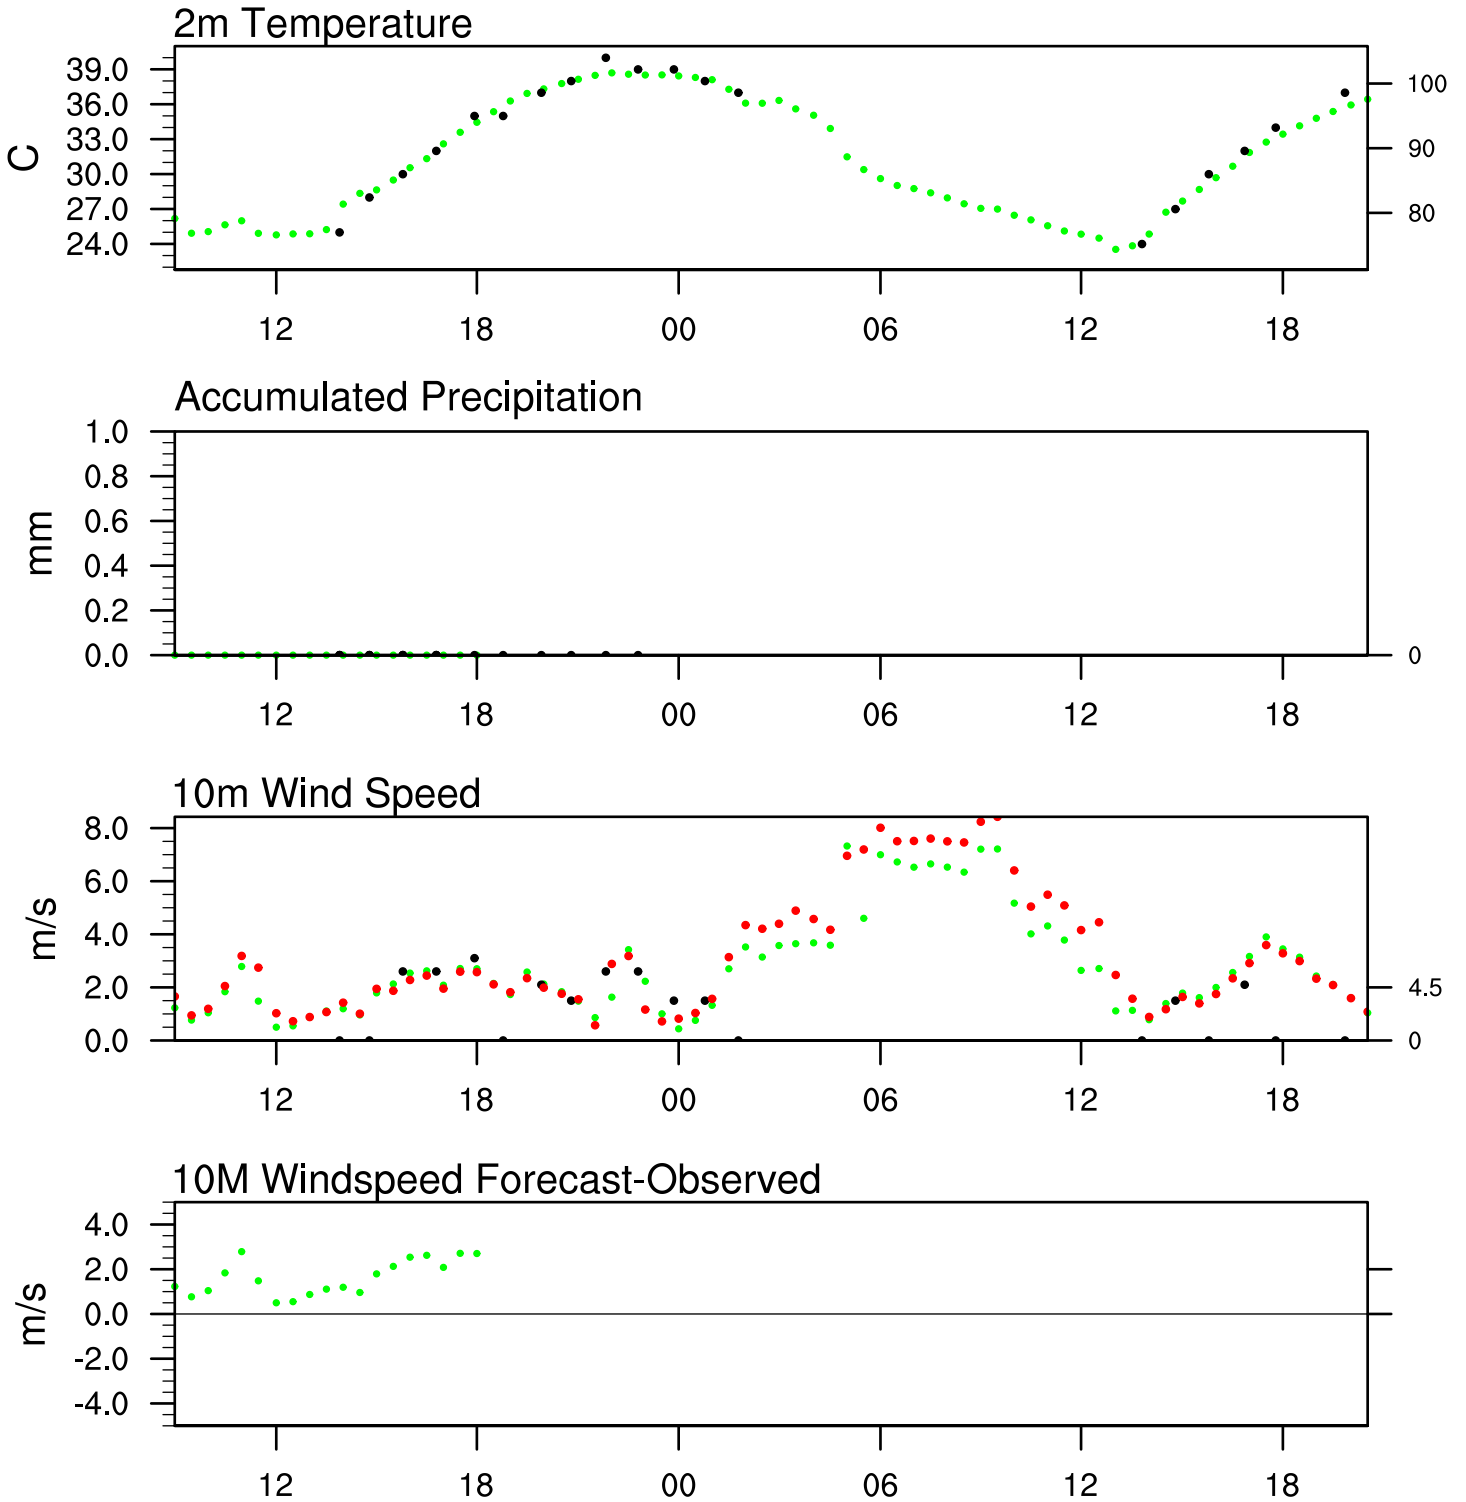 2m Temperature
39.0
36.0
33.0
30.0
27.0
24.0
C
100
90
80
12 18 00 06 12 18
Accumulated Precipitation
1.0
0.8
0.6
0.4
0.2
0.0
mm
0
12 18 00 06 12 18
10m Wind Speed
8.0
6.0
4.0
2.0
0.0
m/s
4.5
0
12 18 00 06 12 18
10M Windspeed Forecast-Observed
4.0
2.0
0.0
-2.0
-4.0
m/s
12 18 00 06 12 18